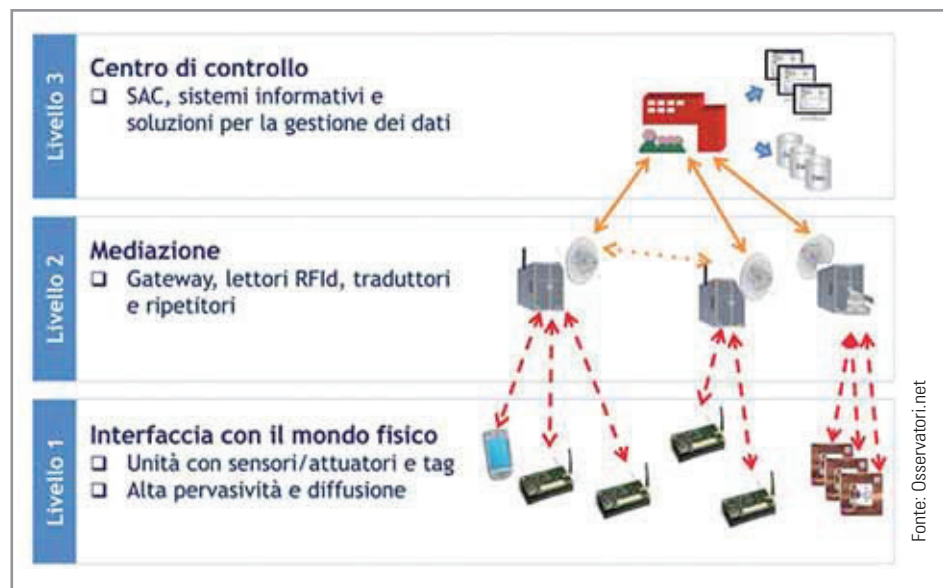 Livello 3
Centro di controllo
❑ SAC, sistemi informativi e
soluzioni per la gestione dei dati
Livello 2
Mediazione
❑ Gateway, lettori RFId, traduttori
e ripetitori
Livello 1
Interfaccia con il mondo fisico
❑ Unità con sensori/attuatori e tag
❑ Alta pervasività e diffusione
Fonte: Osservatori.net